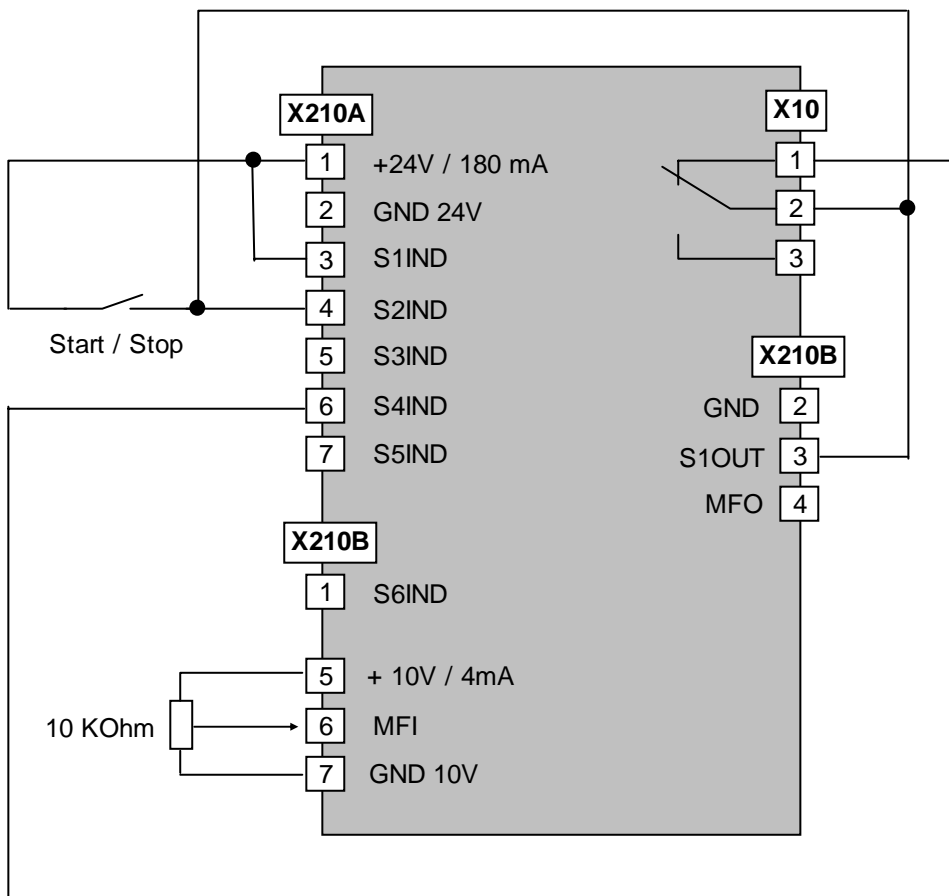 X210A
1 +24V / 180 mA
2 GND 24V
3 S1IND
4 S2IND
Start / Stop
5 S3IND
6 S4IND
7 S5IND
X210B
1 S6IND
5 + 10V / 4mA
10 KOhm
6 MFI
7 GND 10V
X10
1
2
3
X210B
GND 2
S1OUT 3
MFO 4